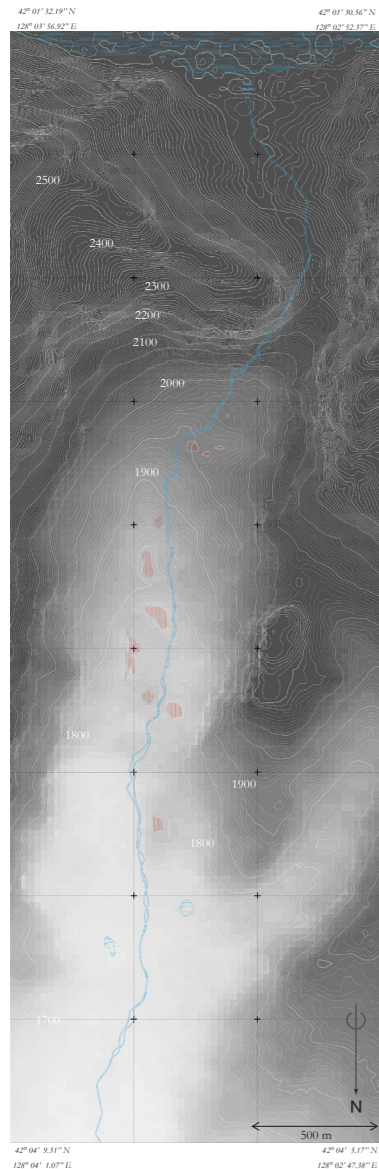 42° 01' 32.19" N
128° 03' 56.92" E
42° 01' 30.56" N
128° 02' 52.37" E
2500
2400
2300
2200
2100
2000
1900
1800
1900
1800
1700
N
500 m
42° 04' 9.31" N
128° 04' 1.07" E
42° 04' 5.17" N
128° 02' 47.38" E